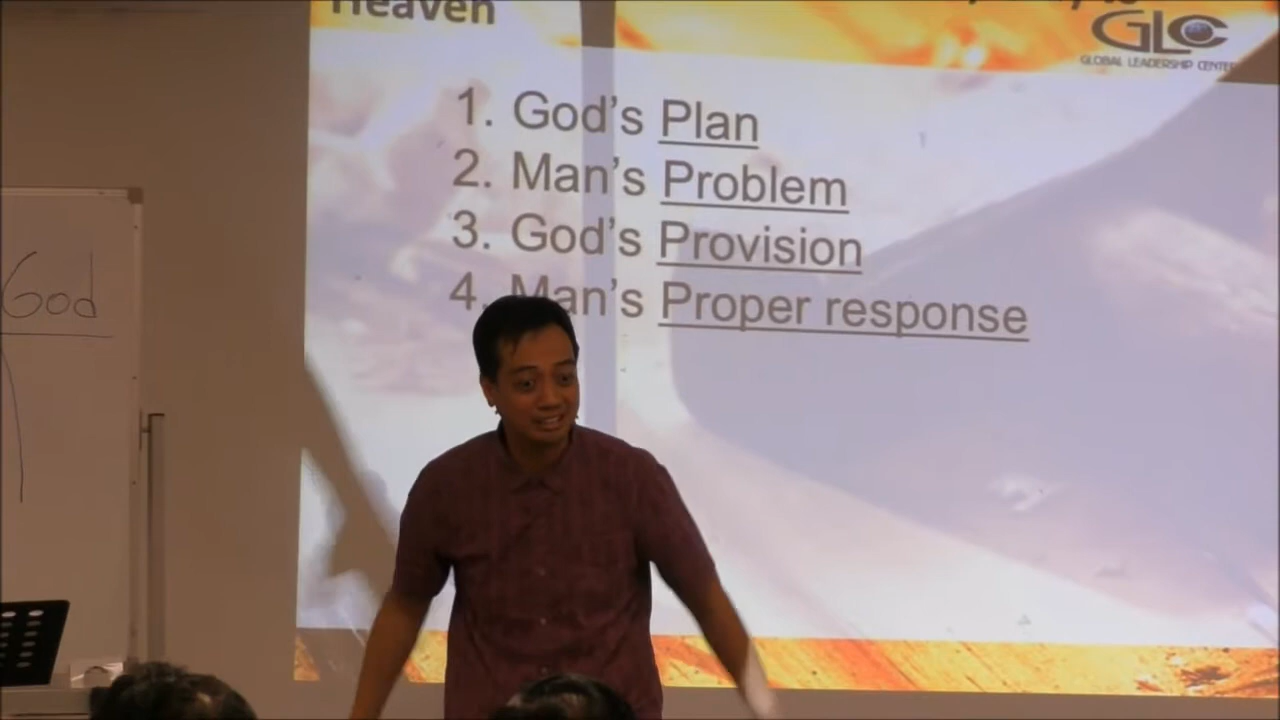 Heaven
GLC
GLOBAL LEADERSHIP CENTER
1. God's Plan
2. Man's Problem
3. God's Provision
4. Man's Proper response
God